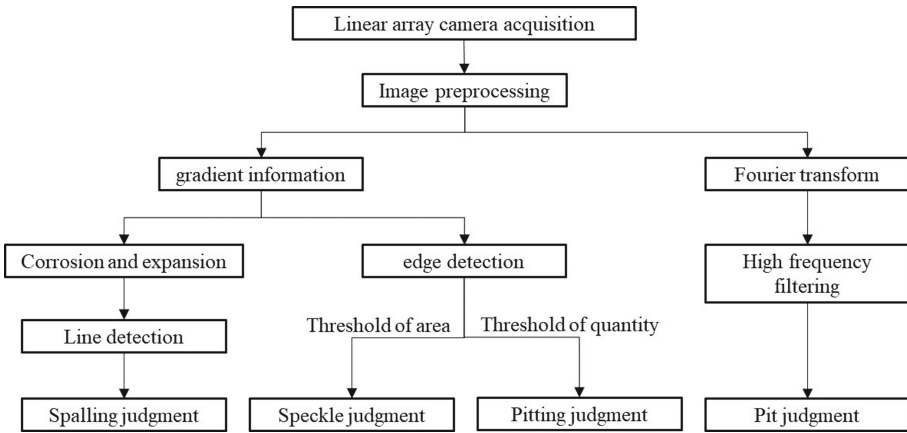 Linear array camera acquisition
Image preprocessing
gradient information
Fourier transform
Corrosion and expansion
edge detection
High frequency
filtering
Threshold of area
Threshold of quantity
Line detection
Spalling judgment
Speckle judgment
Pitting judgment
Pit judgment